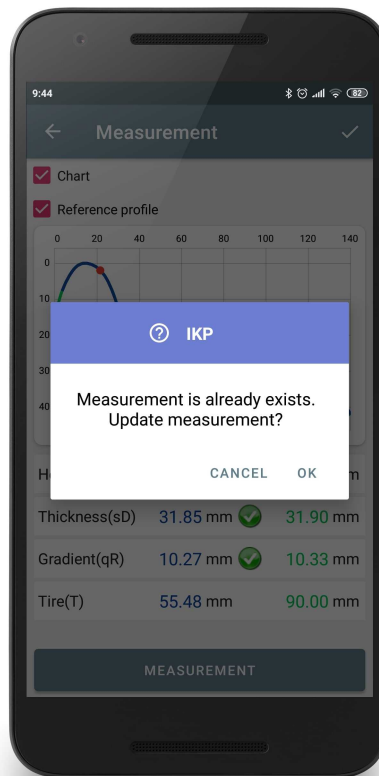 9:44
82
Measurement
Chart
Reference profile
0 20 40 60 80 100 120 140
0
10
20
30
40
IKP
Measurement is already exists.
Update measurement?
CANCEL OK
H m
Thickness(sD) 31.85 mm 31.90 mm
Gradient(qR) 10.27 mm 10.33 mm
Tire(T) 55.48 mm 90.00 mm
MEASUREMENT